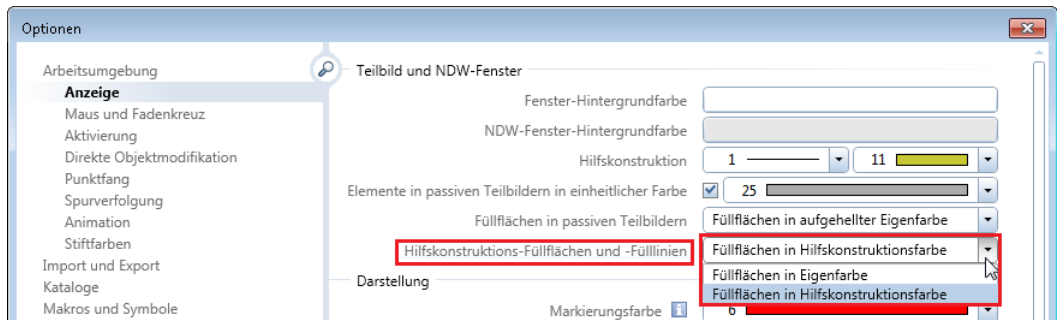 Optionen
Arbeitsumgebung
Anzeige
Maus und Fadenkreuz
Aktivierung
Direkte Objektmodifikation
Punktfang
Spurverfolgung
Animation
Stiftfarben
Import und Export
Kataloge
Makros und Symbole
Teilbild und NDW-Fenster
Fenster-Hintergrundfarbe
NDW-Fenster-Hintergrundfarbe
Hilfskonstruktion 1 11
Elemente in passiven Teilbildern in einheitlicher Farbe 25
Füllflächen in passiven Teilbildern Füllflächen in aufgehellter Eigenfarbe
Hilfskonstruktions-Füllflächen und -Fülllinien Füllflächen in Hilfskonstruktionsfarbe
Füllflächen in Eigenfarbe
Füllflächen in Hilfskonstruktionsfarbe
Darstellung
Markierungsfarbe i 6